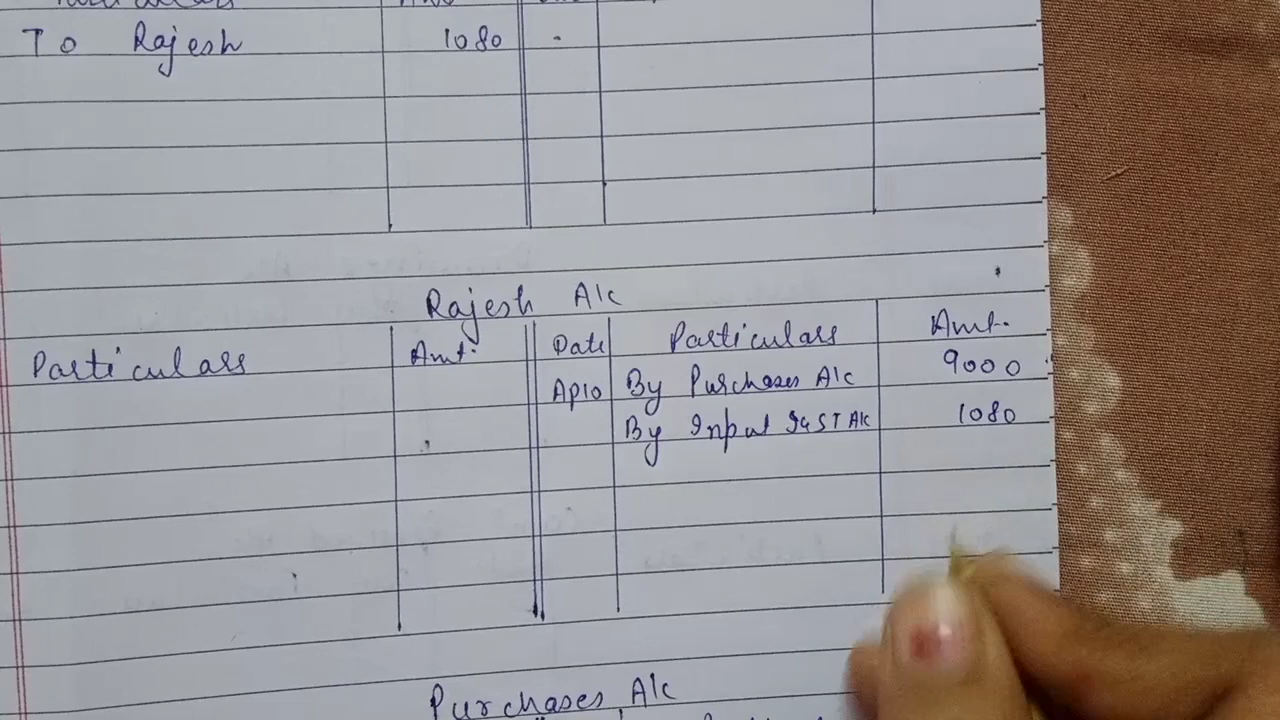 To Rajesh 1080
Rajesh A/c
Particulars Amt. Date Particulars Amt.
Ap10 By Purchases A/c 9000
By Input IGST A/c 1080
Purchases A/c